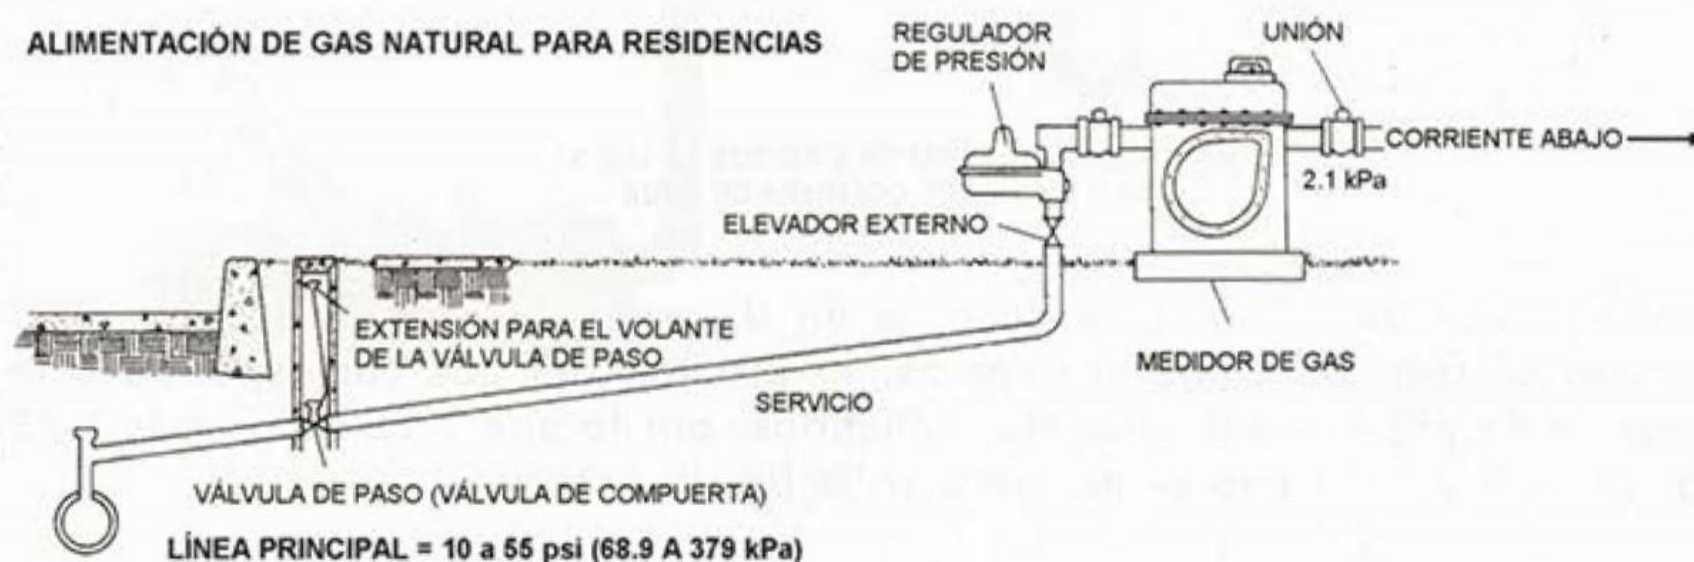 ALIMENTACIÓN DE GAS NATURAL PARA RESIDENCIAS
REGULADOR
DE PRESIÓN
UNIÓN
CORRIENTE ABAJO
2.1 kPa
ELEVADOR EXTERNO
EXTENSIÓN PARA EL VOLANTE
DE LA VÁLVULA DE PASO
MEDIDOR DE GAS
SERVICIO
VÁLVULA DE PASO (VÁLVULA DE COMPUERTA)
LÍNEA PRINCIPAL = 10 a 55 psi (68.9 A 379 kPa)